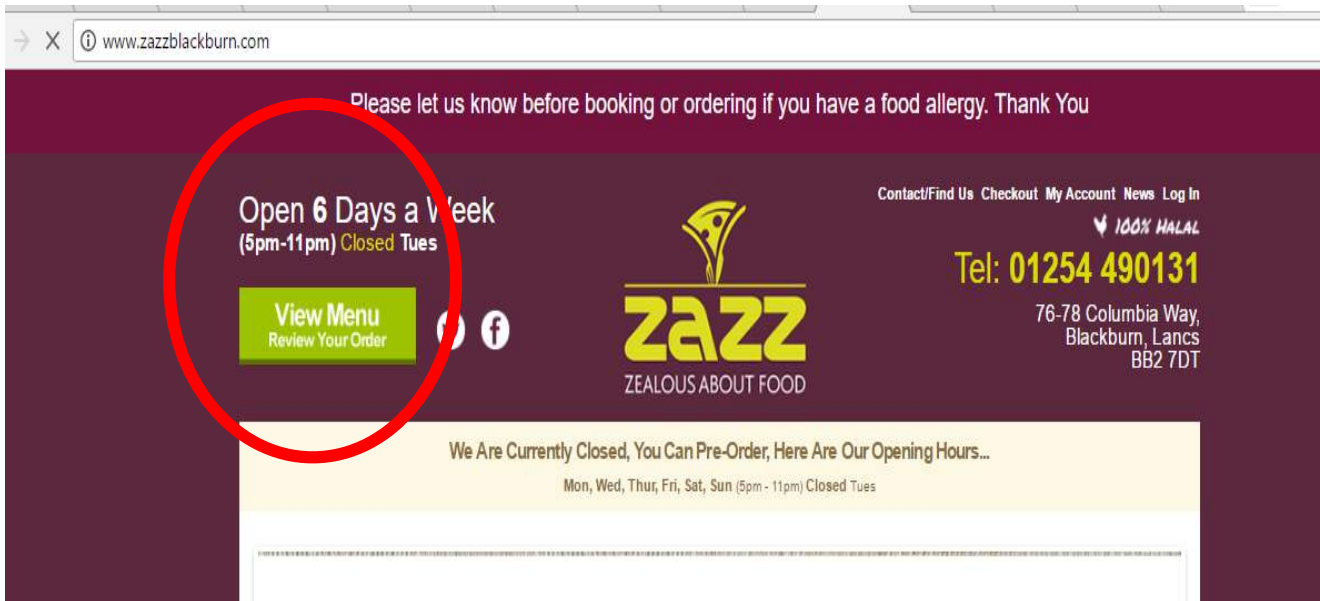 www.zazzblackburn.com
Please let us know before booking or ordering if you have a food allergy. Thank You
Open 6 Days a Week
(5pm-11pm) Closed Tues
View Menu
Review Your Order
zazz
ZEALOUS ABOUT FOOD
Contact/Find Us Checkout My Account News Log In
100% HALAL
Tel: 01254 490131
76-78 Columbia Way,
Blackburn, Lancs
BB2 7DT
We Are Currently Closed, You Can Pre-Order, Here Are Our Opening Hours...
Mon, Wed, Thur, Fri, Sat, Sun (5pm - 11pm) Closed Tues